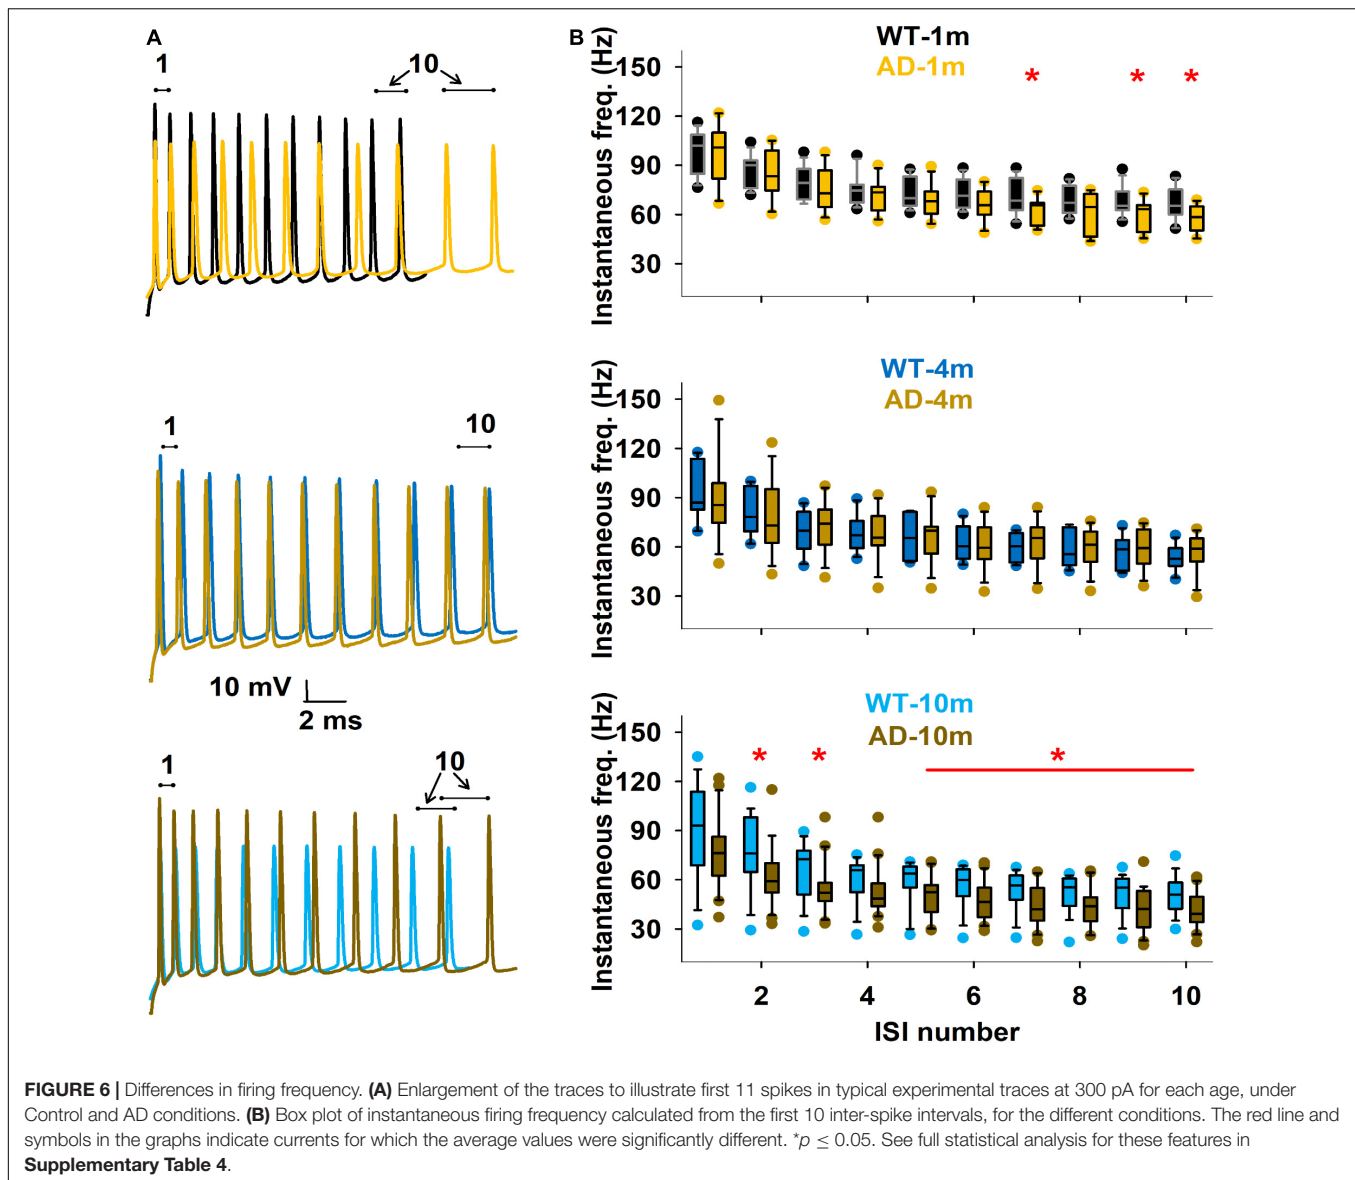 A
1
10
B
WT-1m
AD-1m
Instantaneous freq. (Hz)
150
120
90
60
30
*
*
*
1
10
WT-4m
AD-4m
Instantaneous freq. (Hz)
150
120
90
60
30
10 mV
2 ms
1
10
WT-10m
AD-10m
Instantaneous freq. (Hz)
150
120
90
60
30
*
*
*
2 4 6 8 10
ISI number
FIGURE 6 | Differences in firing frequency. (A) Enlargement of the traces to illustrate first 11 spikes in typical experimental traces at 300 pA for each age, under
Control and AD conditions. (B) Box plot of instantaneous firing frequency calculated from the first 10 inter-spike intervals, for the different conditions. The red line and
symbols in the graphs indicate currents for which the average values were significantly different. *p ≤ 0.05. See full statistical analysis for these features in
Supplementary Table 4.